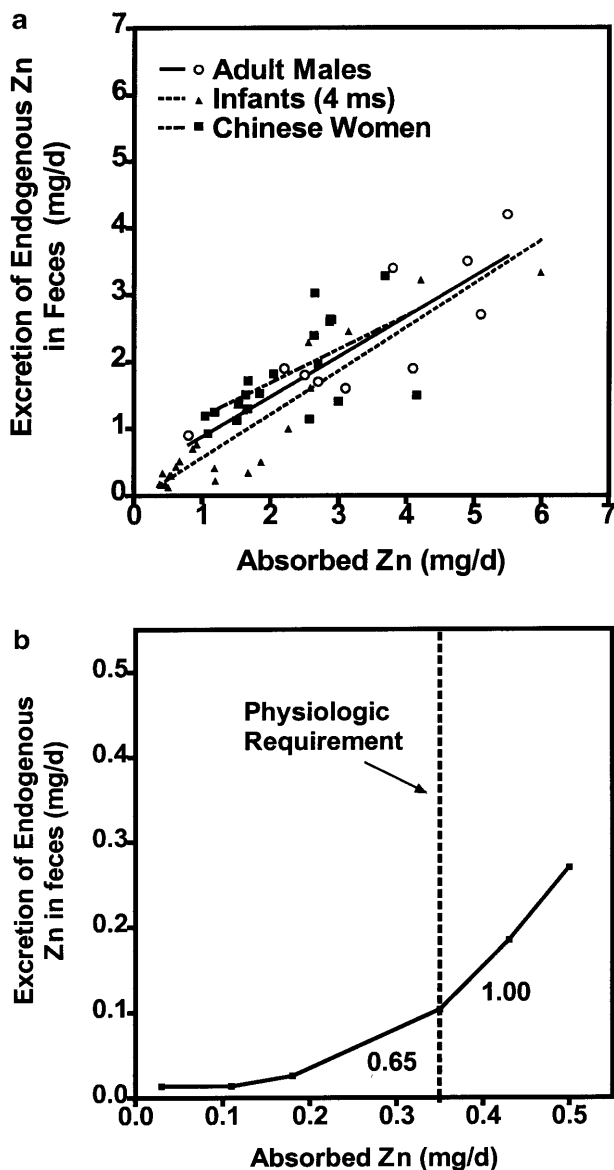 a
Excretion of Endogenous Zn
in Feces (mg/d)
7
6
5
4
3
2
1
0
Adult Males
Infants (4 ms)
Chinese Women
0 1 2 3 4 5 6 7
Absorbed Zn (mg/d)
b
Excretion of Endogenous
Zn in feces (mg/d)
0.5
0.4
0.3
0.2
0.1
0.0
Physiologic
Requirement
1.00
0.65
0.0 0.1 0.2 0.3 0.4 0.5
Absorbed Zn (mg/d)